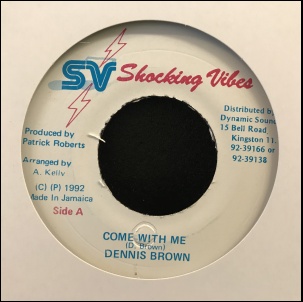 SV Shocking Vibes
Produced by
Patrick Roberts
Arranged by
A. Kelly
(C) (P) 1992
Made In Jamaica
Side A
Distributed by
Dynamic Sound
15 Bell Road,
Kingston 11.
92-39166 or
92-39138
COME WITH ME
(D. Brown)
DENNIS BROWN